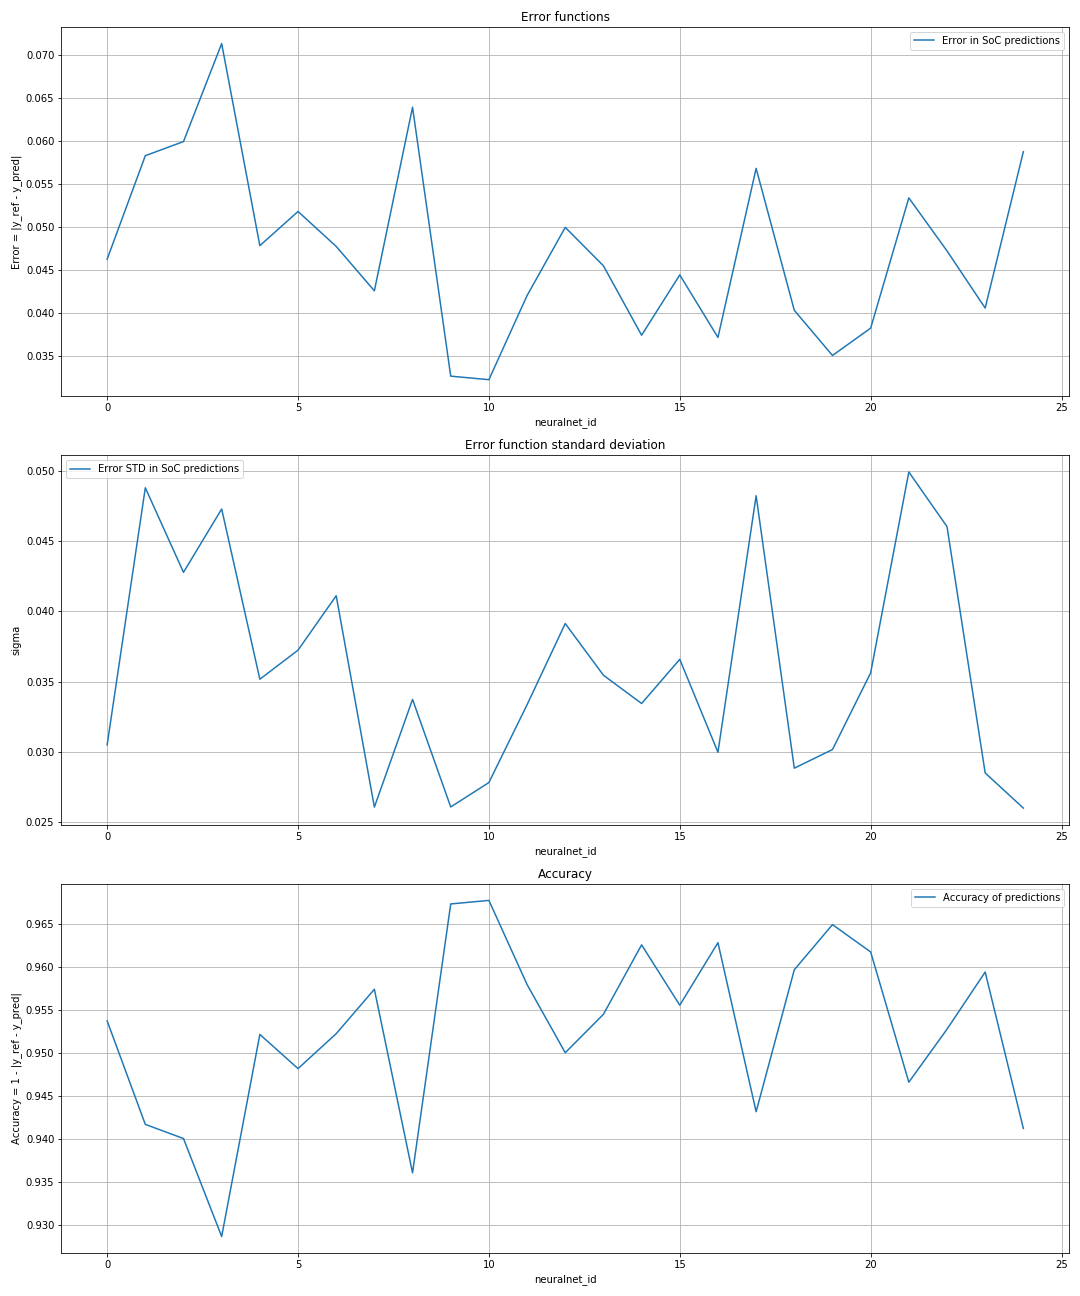 Error functions
Error in SoC predictions
0.070
0.065
0.060
0.055
0.050
0.045
0.040
0.035
Error = |y_ref - y_pred|
0 5 10 15 20 25
neuralnet_id
Error function standard deviation
Error STD in SoC predictions
0.050
0.045
0.040
0.035
0.030
0.025
sigma
0 5 10 15 20 25
neuralnet_id
Accuracy
Accuracy of predictions
0.965
0.960
0.955
0.950
0.945
0.940
0.935
0.930
Accuracy = 1 - |y_ref - y_pred|
0 5 10 15 20 25
neuralnet_id